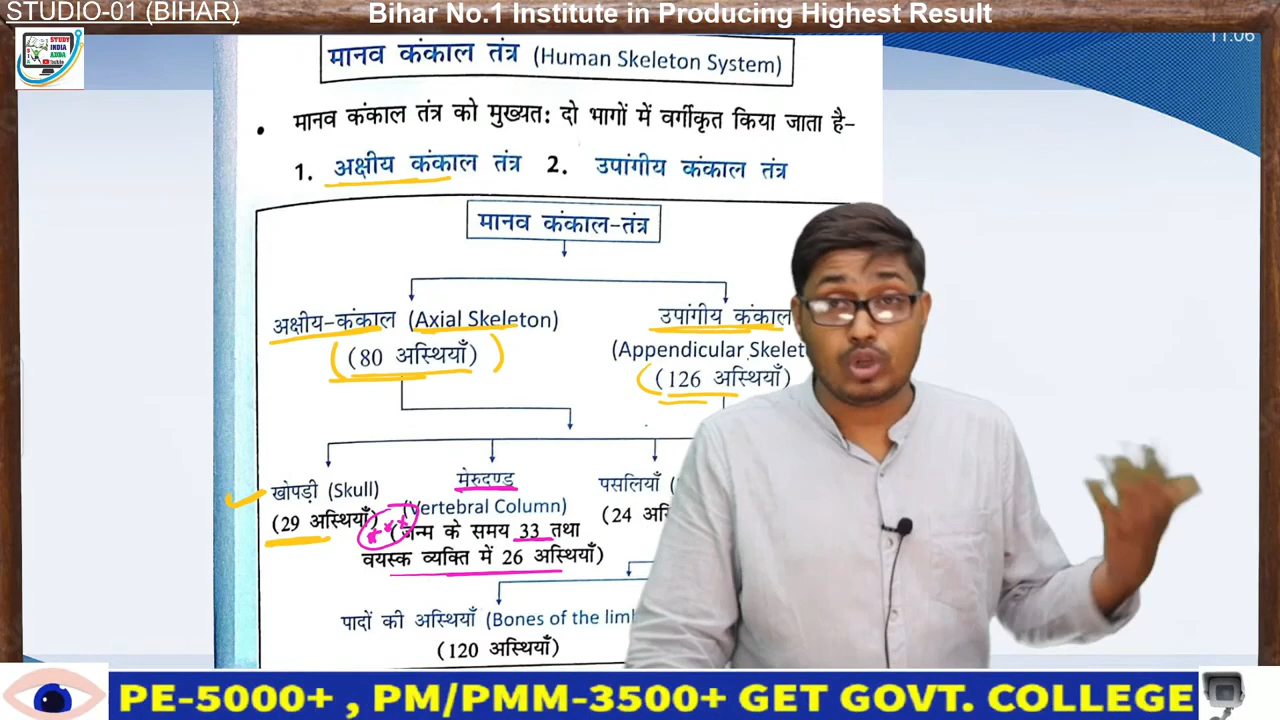 STUDIO-01 (BIHAR)
Bihar No.1 Institute in Producing Highest Result
11:06
STUDY
INDIA
ADDA
मानव कंकाल तंत्र (Human Skeleton System)
• मानव कंकाल तंत्र को मुख्यत: दो भागों में वर्गीकृत किया जाता है-
1. अक्षीय कंकाल तंत्र 2. उपांगीय कंकाल तंत्र
मानव कंकाल-तंत्र
अक्षीय-कंकाल (Axial Skeleton)
(80 अस्थियाँ)
उपांगीय कंकाल
(Appendicular
(126 अस्थियाँ)
खोपड़ी (Skull)
(29 अस्थियाँ)
मेरुदण्ड
(Vertebral Column)
(जन्म के समय 33 तथा
वयस्क व्यक्ति में 26 अस्थियाँ)
पसलियाँ
(24
पादों की अस्थियाँ (Bones of the
(120 अस्थियाँ)
PE-5000+ , PM/PMM-3500+ GET GOVT. COLLEGE